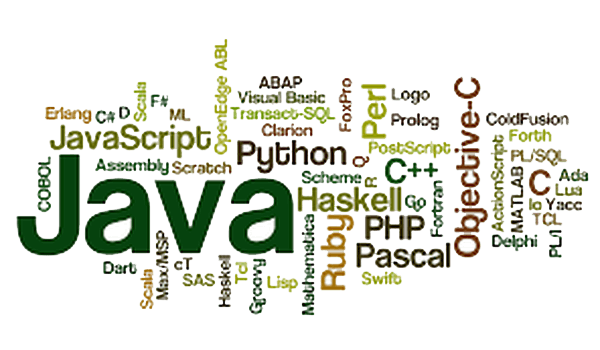 ABAP
Visual Basic
Transact-SQL
Clarion
FoxPro
Perl
Logo
Prolog
PostScript
Objective-C
ColdFusion
Forth
PL/SQL
Erlang
C#
D
Scala
F#
ML
OpenEdge ABL
JavaScript
Python
Q
R
C++
ActionScript
MATLAB
C
Ada
Lua
Io
Yacc
TCL
PL/I
COBOL
Assembly
Scratch
Scheme
Java
Haskell
Go
Fortran
Delphi
Mathematica
Ruby
PHP
Pascal
Swift
Dart
Scala
Max/MSP
cT
SAS
Haskell
Tcl
Groovy
Lisp